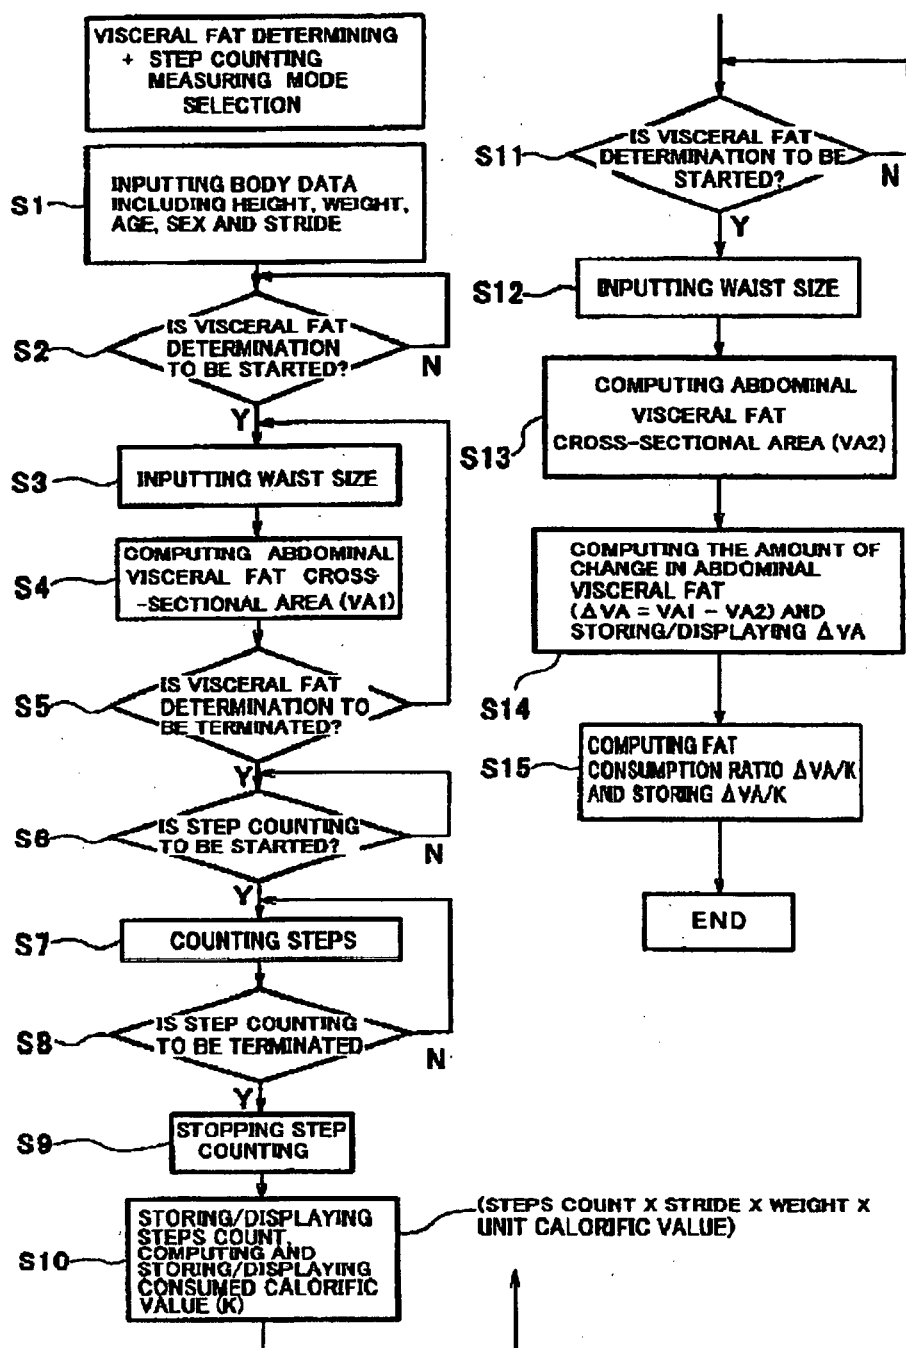 VISCERAL FAT DETERMINING
+ STEP COUNTING
MEASURING MODE
SELECTION
S1
INPUTTING BODY DATA
INCLUDING HEIGHT, WEIGHT,
AGE, SEX AND STRIDE
S2
IS VISCERAL FAT
DETERMINATION
TO BE STARTED?
N
Y
S3
INPUTTING WAIST SIZE
S4
COMPUTING ABDOMINAL
VISCERAL FAT CROSS-
-SECTIONAL AREA (VA1)
S5
IS VISCERAL FAT
DETERMINATION TO
BE TERMINATED?
Y
S6
IS STEP COUNTING
TO BE STARTED?
N
Y
S7
COUNTING STEPS
S8
IS STEP COUNTING
TO BE TERMINATED
N
Y
S9
STOPPING STEP
COUNTING
S10
STORING/DISPLAYING
STEPS COUNT,
COMPUTING AND
STORING/DISPLAYING
CONSUMED CALORIFIC
VALUE (K)
(STEPS COUNT X STRIDE X WEIGHT X
UNIT CALORIFIC VALUE)
S11
IS VISCERAL FAT
DETERMINATION TO BE
STARTED?
N
Y
S12
INPUTTING WAIST SIZE
S13
COMPUTING ABDOMINAL
VISCERAL FAT
CROSS-SECTIONAL AREA (VA2)
S14
COMPUTING THE AMOUNT OF
CHANGE IN ABDOMINAL
VISCERAL FAT
(ΔVA = VA1 - VA2) AND
STORING/DISPLAYING ΔVA
S15
COMPUTING FAT
CONSUMPTION RATIO ΔVA/K
AND STORING ΔVA/K
END